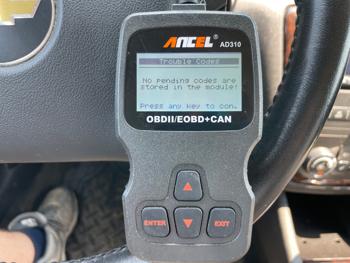 ANCEL AD310
Trouble Codes
No pending codes are
stored in the module!
Press any key to con.
OBDII/EOBD+CAN
ENTER
EXIT